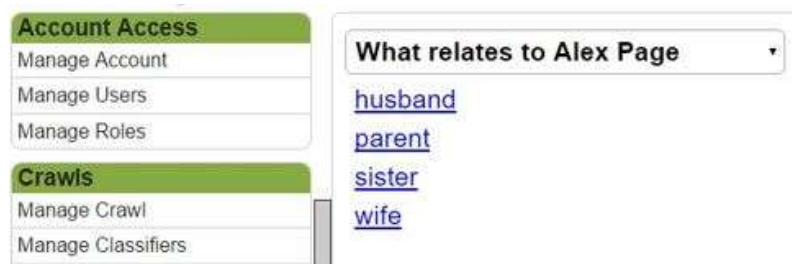 Account Access
Manage Account
Manage Users
Manage Roles
Crawls
Manage Crawl
Manage Classifiers
What relates to Alex Page
husband
parent
sister
wife